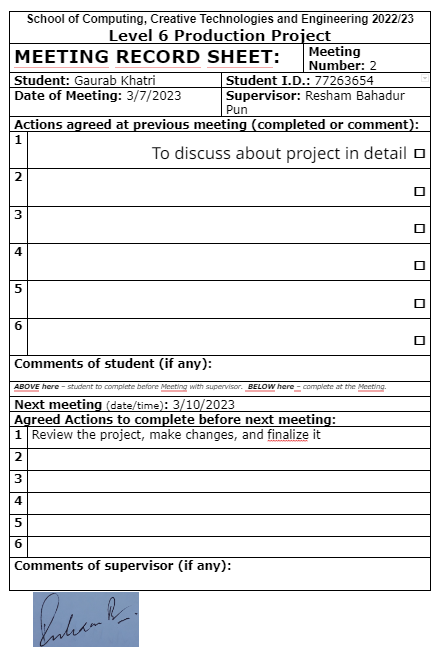 School of Computing, Creative Technologies and Engineering 2022/23
Level 6 Production Project
MEETING RECORD SHEET:
Meeting
Number: 2
Student: Gaurab Khatri
Student I.D.: 77263654
Date of Meeting: 3/7/2023
Supervisor: Resham Bahadur
Pun
Actions agreed at previous meeting (completed or comment):
1
To discuss about project in detail ☐
2
☐
3
☐
4
☐
5
☐
6
☐
Comments of student (if any):
ABOVE here – student to complete before Meeting with supervisor. BELOW here – complete at the Meeting.
Next meeting (date/time): 3/10/2023
Agreed Actions to complete before next meeting:
1 Review the project, make changes, and finalize it
2
3
4
5
6
Comments of supervisor (if any):